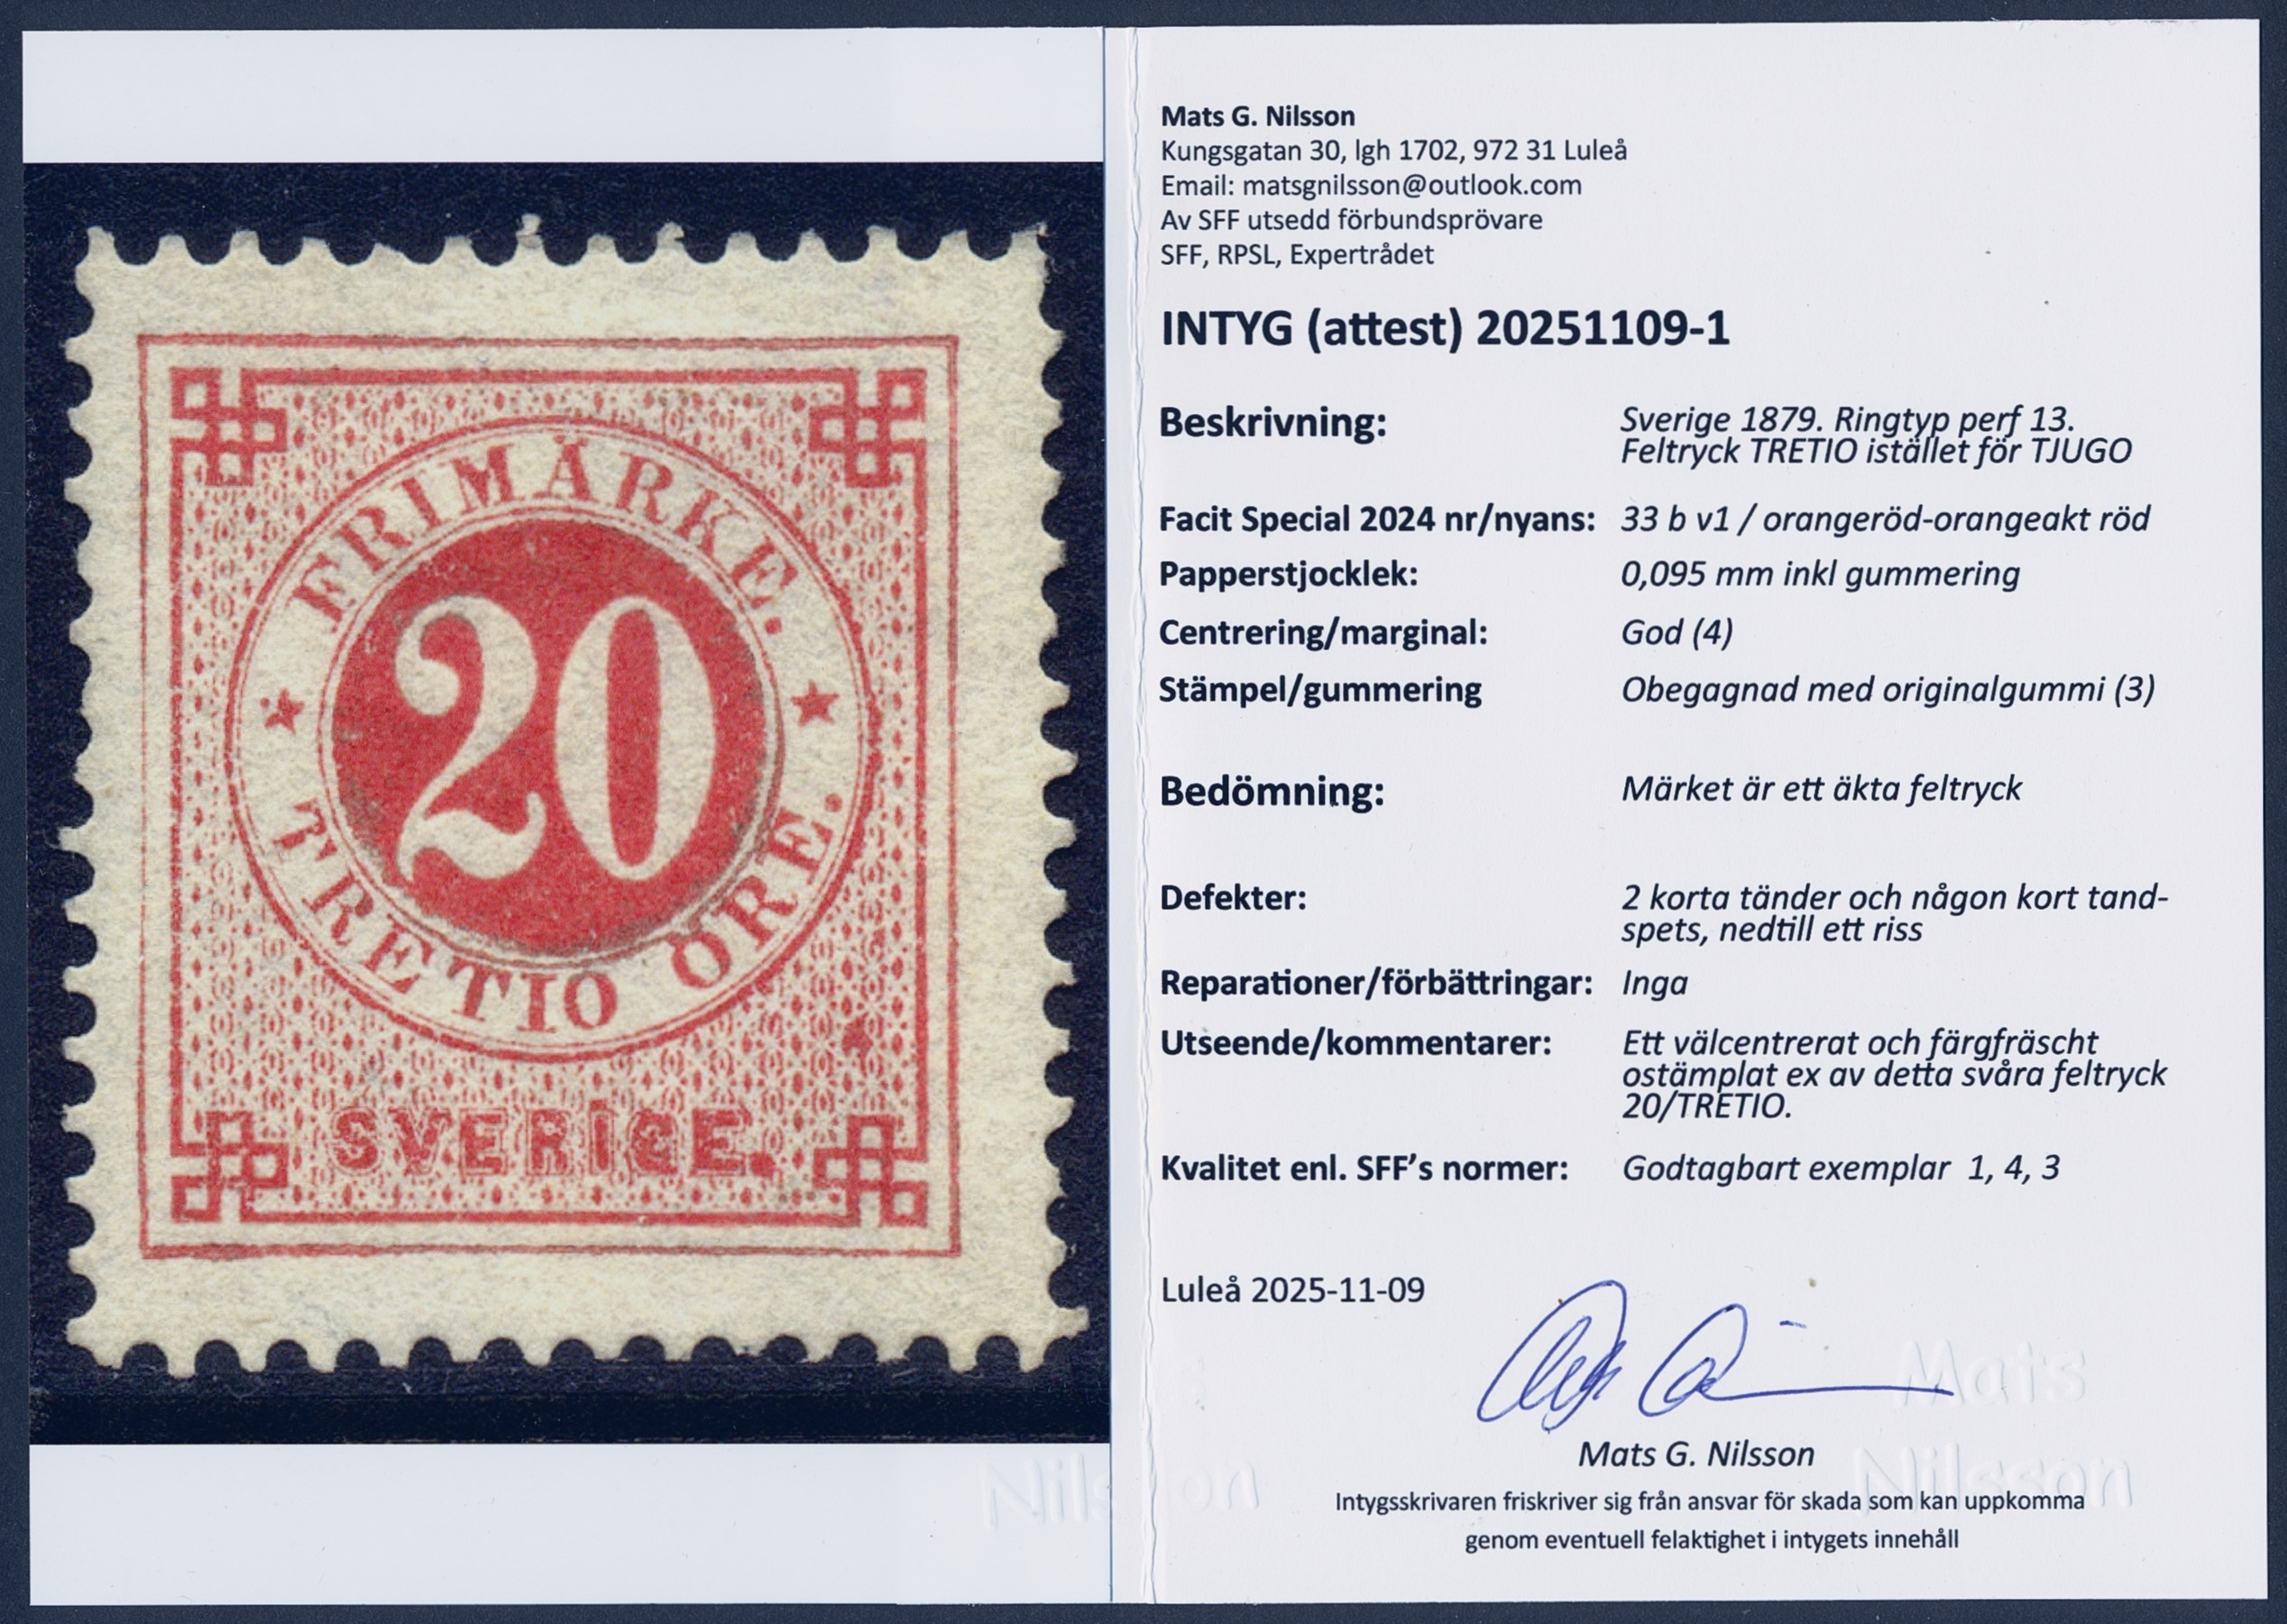 FRIMÄRKE.
20
TRETIO ÖRE.
SVERIGE.
Mats G. Nilsson
Kungsgatan 30, lgh 1702, 972 31 Luleå
Email: matsgnilsson@outlook.com
Av SFF utsedd förbundsprövare
SFF, RPSL, Expertrådet
INTYG (attest) 20251109-1
Beskrivning: Sverige 1879. Ringtyp perf 13.
Feltryck TRETIO istället för TJUGO
Facit Special 2024 nr/nyans: 33 b v1 / orangeröd-orangeakt röd
Papperstjocklek: 0,095 mm inkl gummering
Centrering/marginal: God (4)
Stämpel/gummering Obegagnad med originalgummi (3)
Bedömning: Märket är ett äkta feltryck
Defekter: 2 korta tänder och någon kort tand-
spets, nedtill ett riss
Reparationer/förbättringar: Inga
Utseende/kommentarer: Ett välcentrerat och färgfräscht
ostämplat ex av detta svåra feltryck
20/TRETIO.
Kvalitet enl. SFF's normer: Godtagbart exemplar 1, 4, 3
Luleå 2025-11-09
Mats
Nilsson
Mats G. Nilsson
Nilsson
Intygsskrivaren friskriver sig från ansvar för skada som kan uppkomma
genom eventuell felaktighet i intygets innehåll